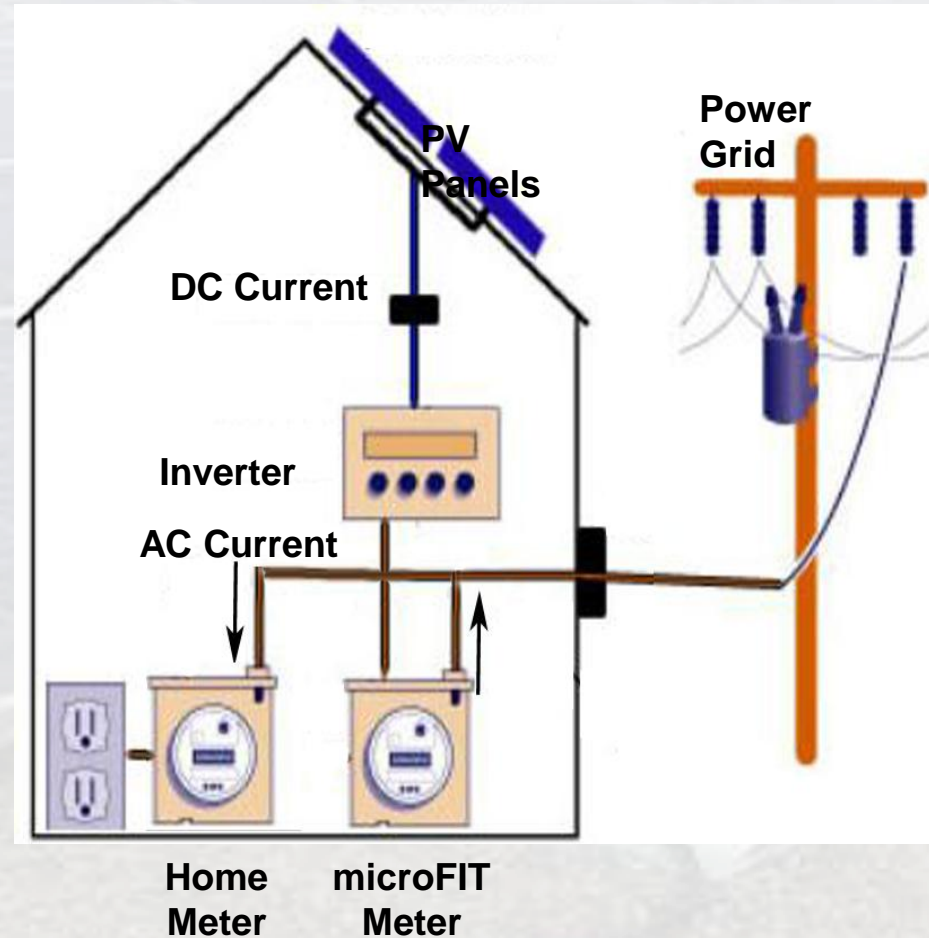 Power
Grid
PV
Panels
DC Current
Inverter
AC Current
Home
Meter
microFIT
Meter